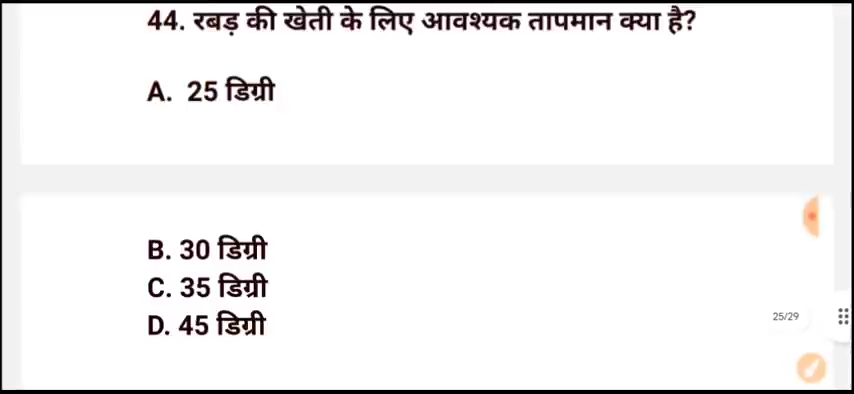 44. रबड़ की खेती के लिए आवश्यक तापमान क्या है?
A. 25 डिग्री
B. 30 डिग्री
C. 35 डिग्री
D. 45 डिग्री
25/29